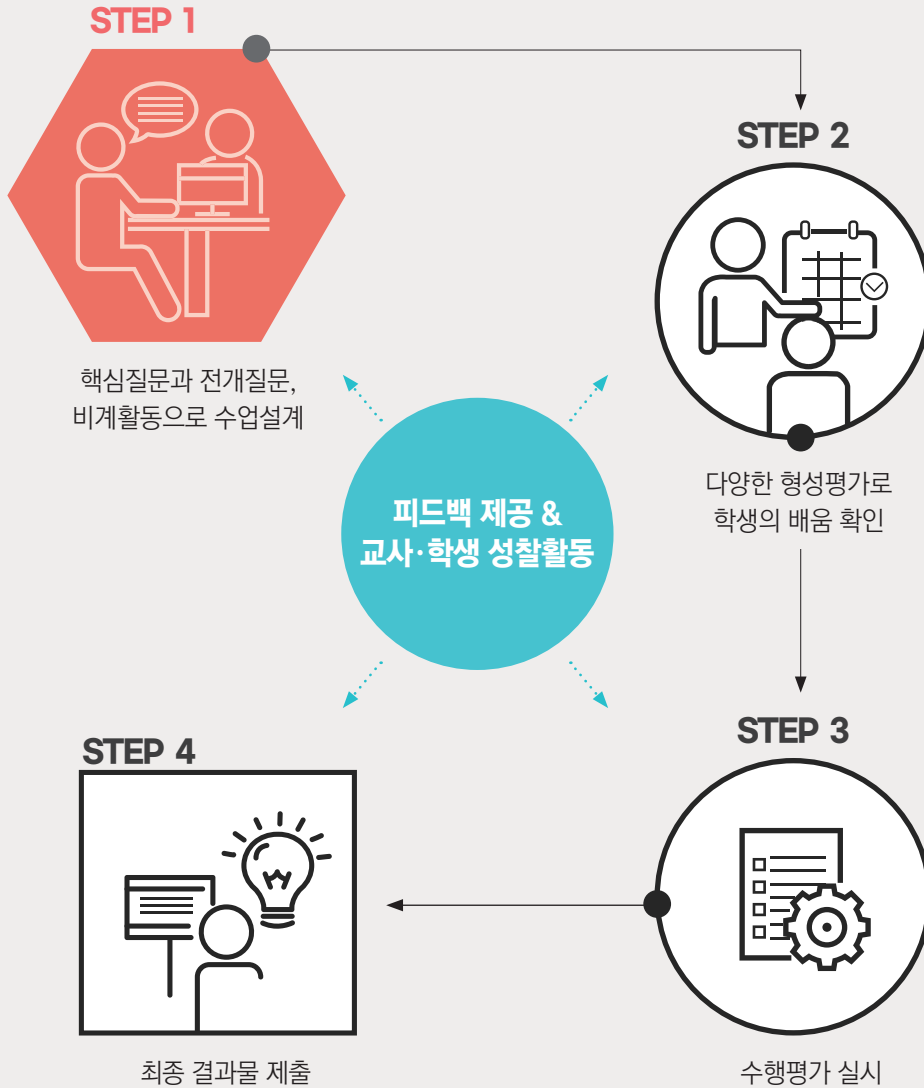 STEP 1
핵심질문과 전개질문,
비계활동으로 수업설계
STEP 2
다양한 형성평가로
학생의 배움 확인
피드백 제공 &
교사·학생 성찰활동
STEP 3
수행평가 실시
STEP 4
최종 결과물 제출